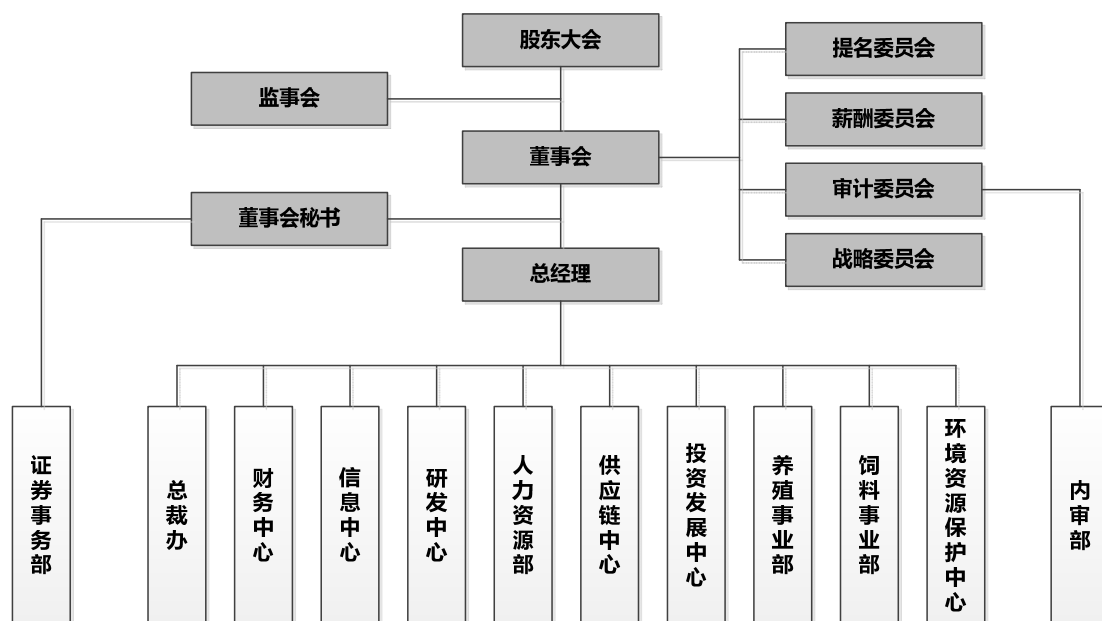 股东大会
提名委员会
监事会
薪酬委员会
董事会
审计委员会
董事会秘书
战略委员会
总经理
证券事务部
总裁办
财务中心
信息中心
研发中心
人力资源部
供应链中心
投资发展中心
养殖事业部
饲料事业部
环境资源保护中心
内审部